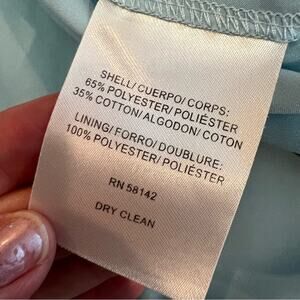 SHELL/ CUERPO/ CORPS:
65% POLYESTER/ POLIÉSTER
35% COTTON/ ALGODON/ COTON
LINING/ FORRO/ DOUBLURE:
100% POLYESTER/ POLIÉSTER
RN 58142
DRY CLEAN